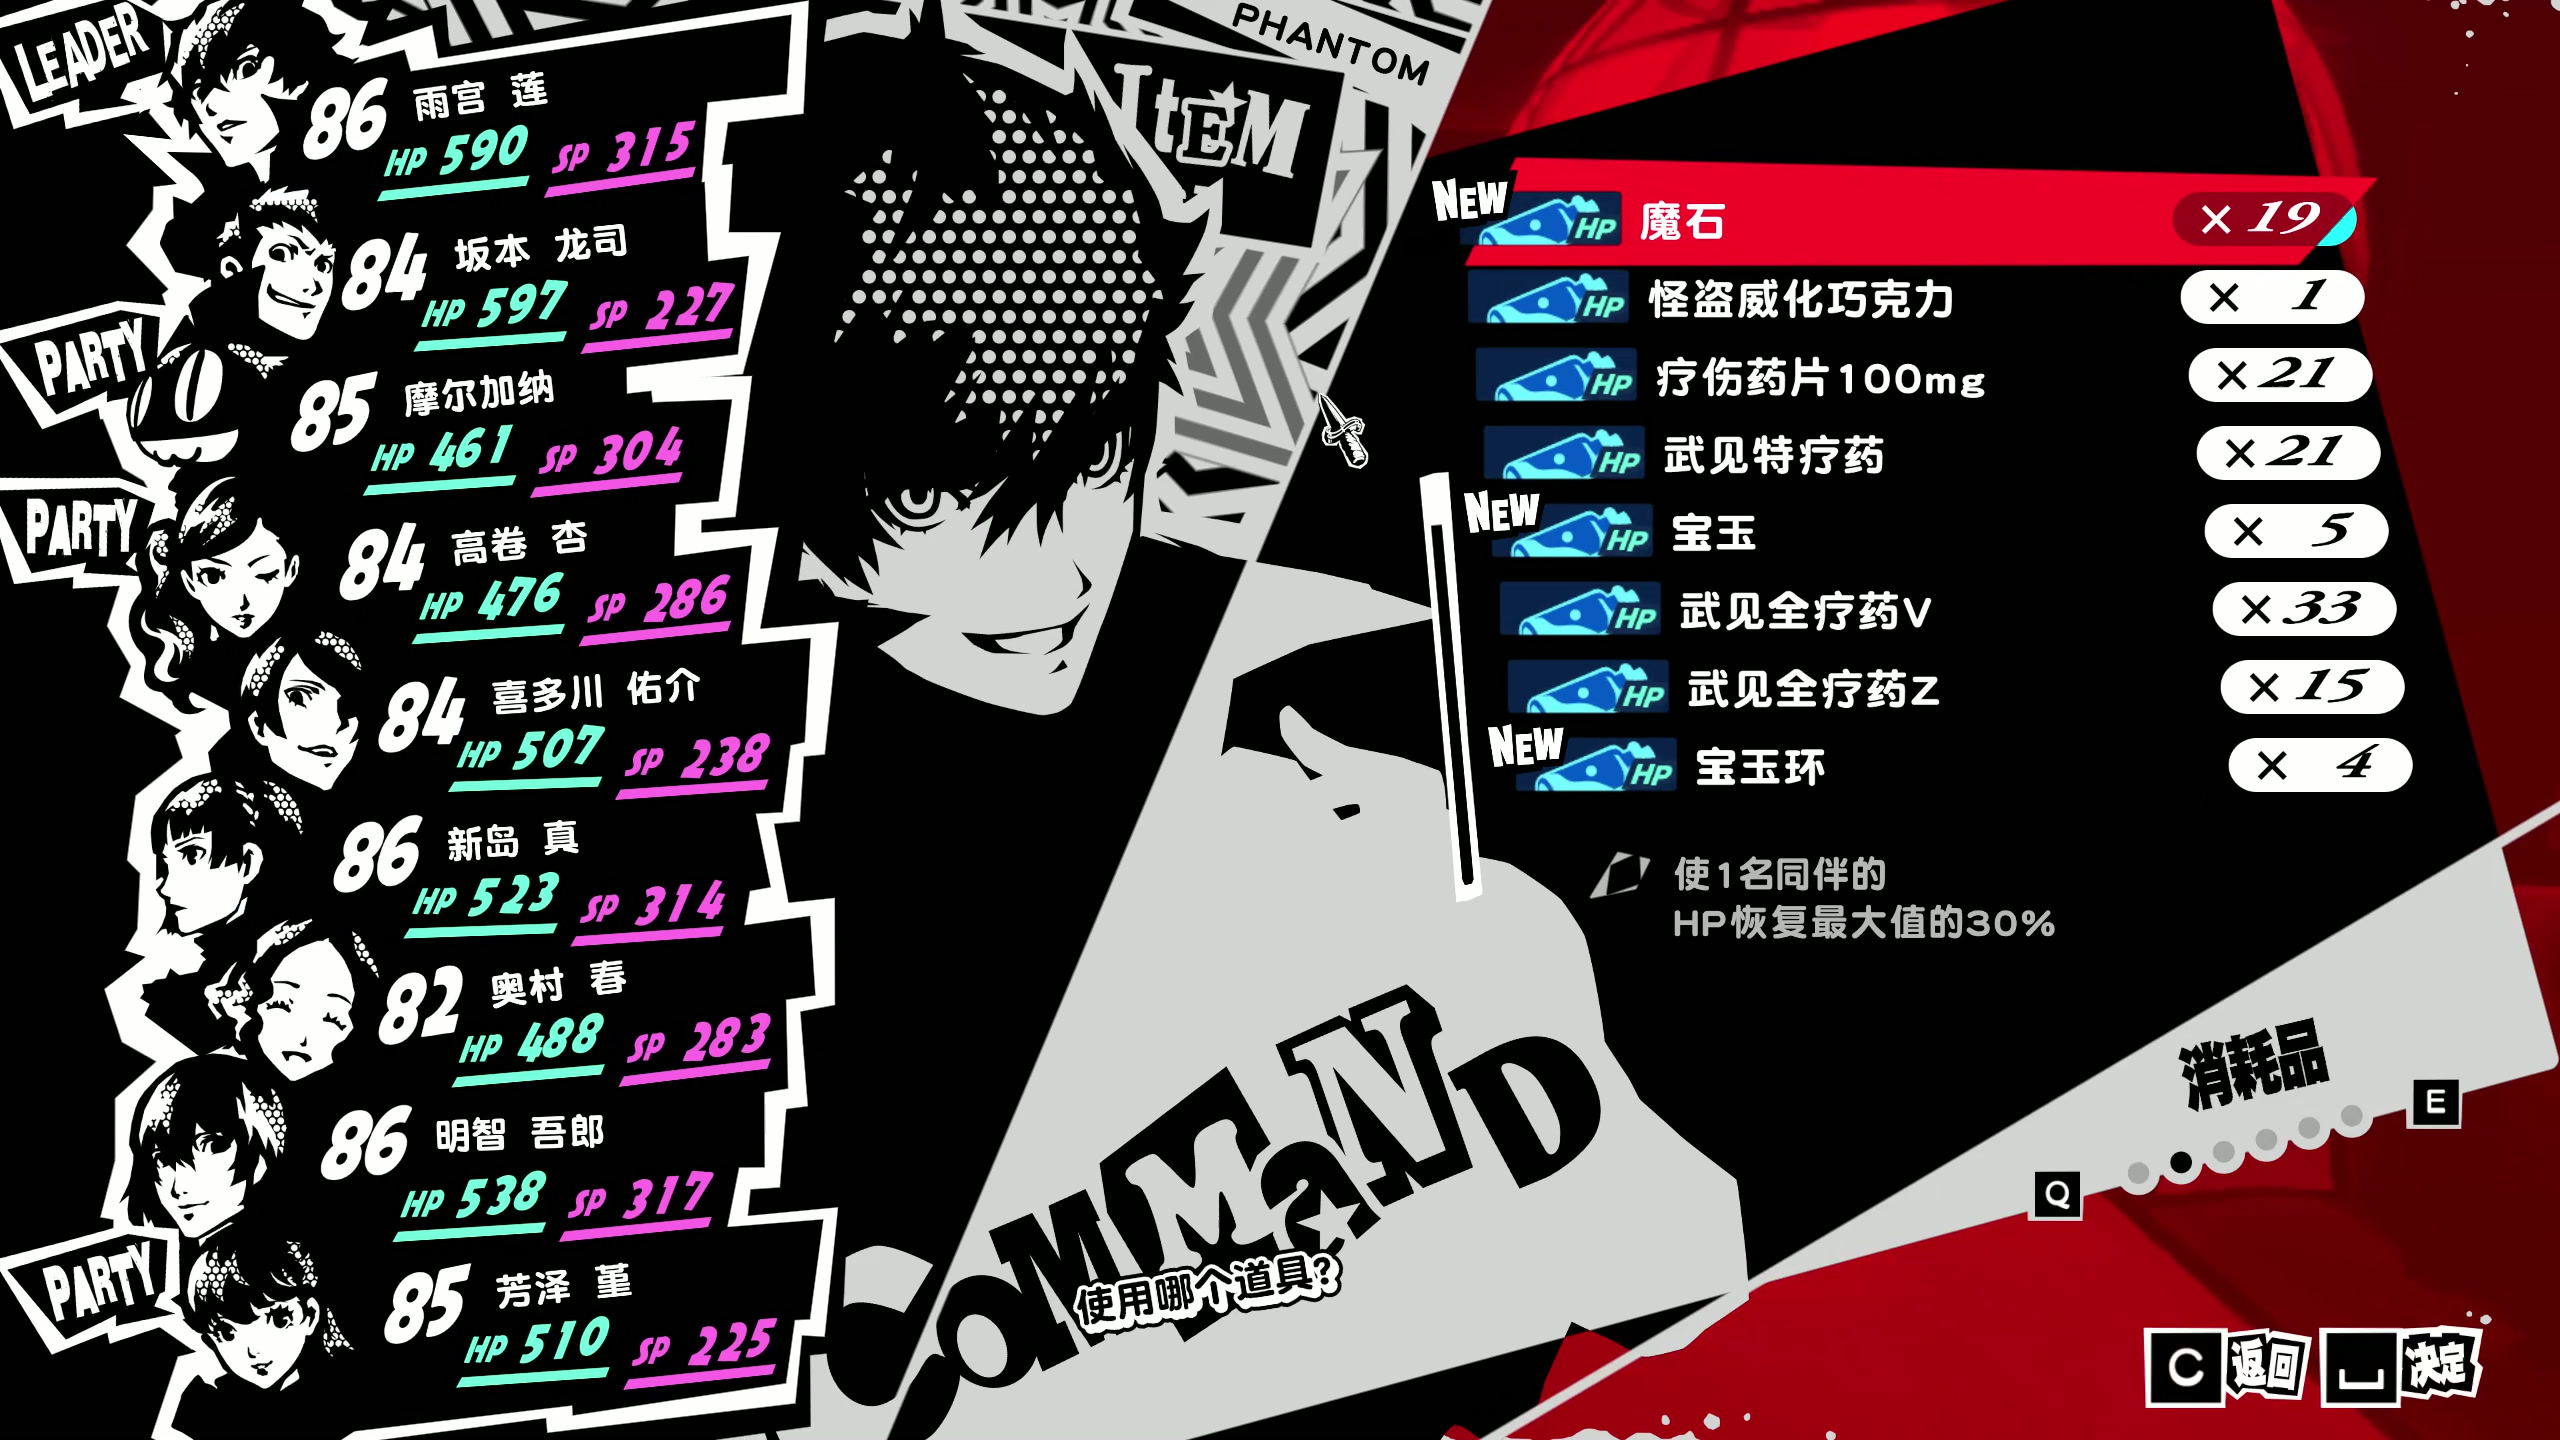 LEADER
86 雨宫 莲
HP 590 SP 315
84 坂本 龙司
HP 597 SP 227
PARTY
85 摩尔加纳
HP 461 SP 304
PARTY
84 高卷 杏
HP 476 SP 286
84 喜多川 佑介
HP 507 SP 238
86 新岛 真
HP 523 SP 314
82 奥村 春
HP 488 SP 283
86 明智 吾郎
HP 538 SP 317
PARTY
85 芳泽 堇
HP 510 SP 225
PHANTOM
ItEM
NEW HP 魔石 ×19
HP 怪盗威化巧克力 ×1
HP 疗伤药片100mg ×21
HP 武见特疗药 ×21
NEW HP 宝玉 ×5
HP 武见全疗药V ×33
HP 武见全疗药Z ×15
NEW HP 宝玉环 ×4
使1名同伴的
HP恢复最大值的30%
COMMaND
使用哪个道具?
消耗品
Q E
C 返回 决定